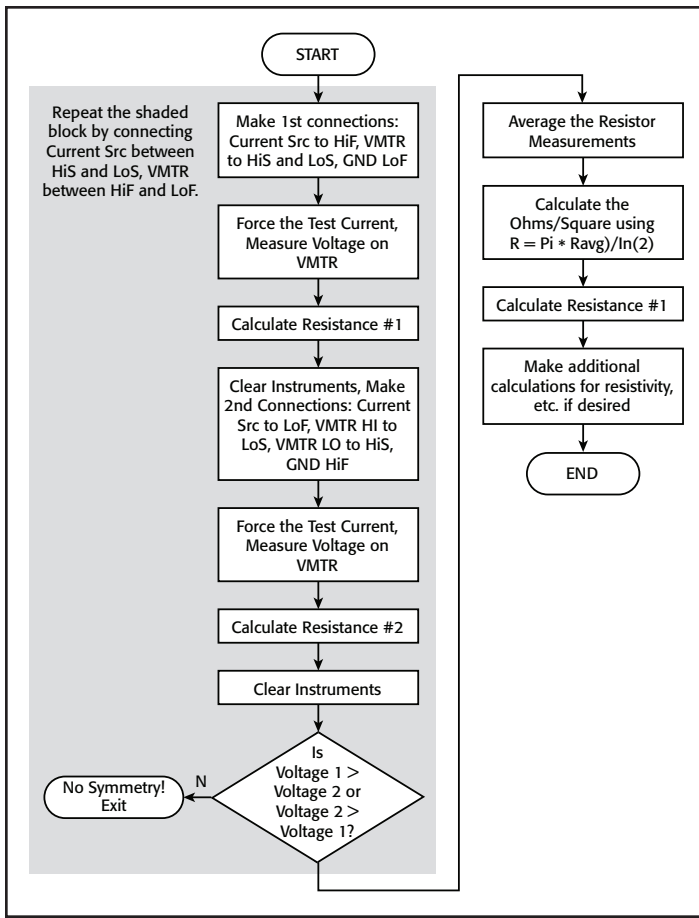 START
Repeat the shaded
block by connecting
Current Src between
HiS and LoS, VMTR
between HiF and LoF.
Make 1st connections:
Current Src to HiF, VMTR
to HiS and LoS, GND LoF
Force the Test Current,
Measure Voltage on
VMTR
Calculate Resistance #1
Clear Instruments, Make
2nd Connections: Current
Src to LoF, VMTR HI to
LoS, VMTR LO to HiS,
GND HiF
Force the Test Current,
Measure Voltage on
VMTR
Calculate Resistance #2
Clear Instruments
Is
Voltage 1 >
Voltage 2 or
Voltage 2 >
Voltage 1?
N
No Symmetry!
Exit
Average the Resistor
Measurements
Calculate the
Ohms/Square using
R = Pi * Ravg)/ln(2)
Calculate Resistance #1
Make additional
calculations for resistivity,
etc. if desired
END